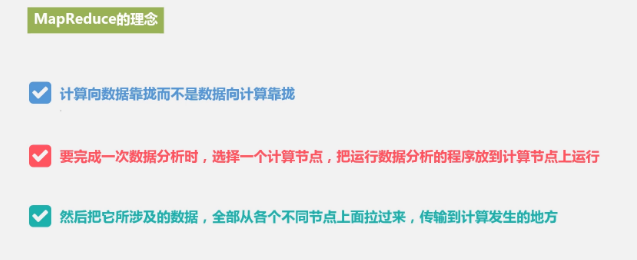 MapReduce的理念
计算向数据靠拢而不是数据向计算靠拢
要完成一次数据分析时，选择一个计算节点，把运行数据分析的程序放到计算节点上运行
然后把它所涉及的数据，全部从各个不同节点上面拉过来，传输到计算发生的地方